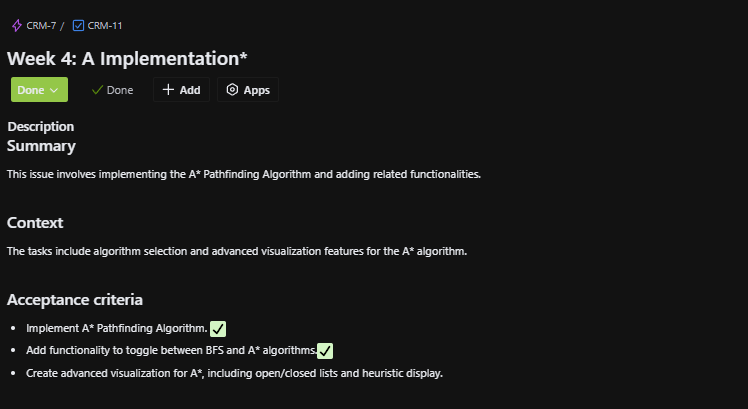 CRM-7 / CRM-11
Week 4: A Implementation*
Done Done Add Apps
Description
Summary
This issue involves implementing the A* Pathfinding Algorithm and adding related functionalities.
Context
The tasks include algorithm selection and advanced visualization features for the A* algorithm.
Acceptance criteria
• Implement A* Pathfinding Algorithm. ✅
• Add functionality to toggle between BFS and A* algorithms.✅
• Create advanced visualization for A*, including open/closed lists and heuristic display.